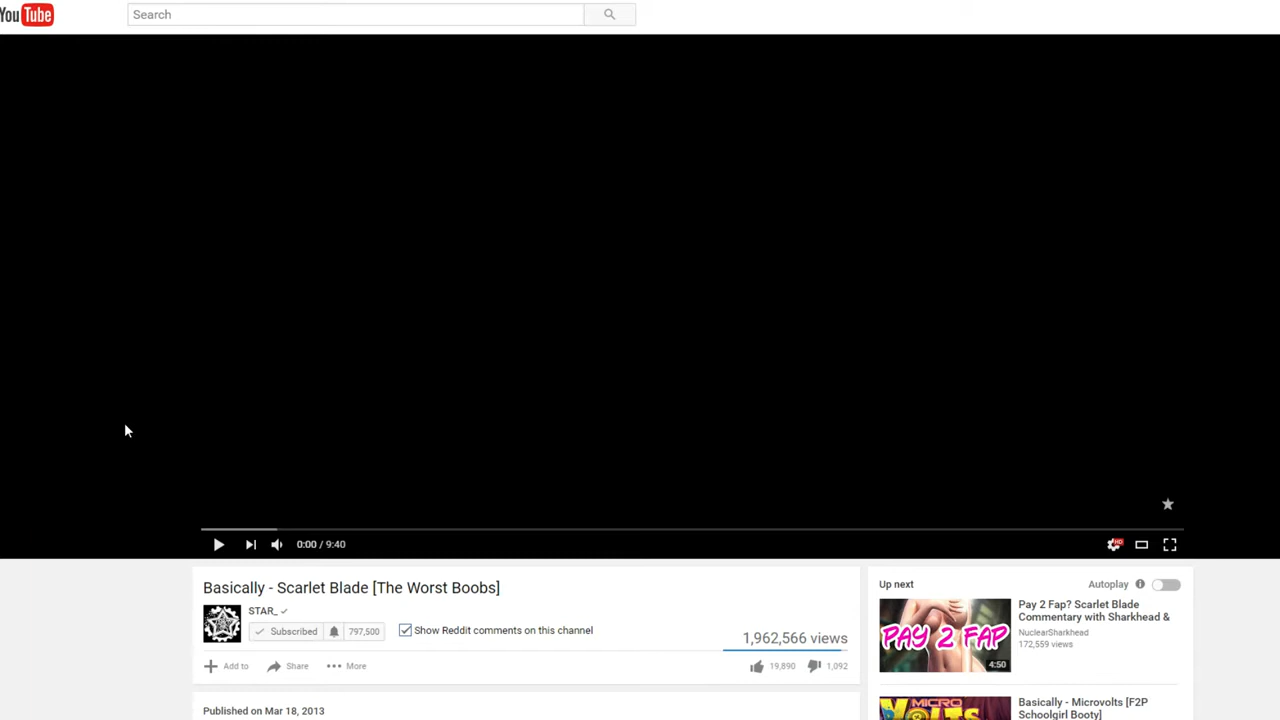 YouTube
Search
0:00 / 9:40
HD
Basically - Scarlet Blade [The Worst Boobs]
STAR_
Subscribed 797,500
Show Reddit comments on this channel
1,962,566 views
Add to Share More
19,890 1,092
Published on Mar 18, 2013
Up next
Autoplay
PAY 2 FAP
4:50
Pay 2 Fap? Scarlet Blade
Commentary with Sharkhead &
NuclearSharkhead
172,559 views
MICRO
VOLTS
Basically - Microvolts [F2P
Schoolgirl Booty]